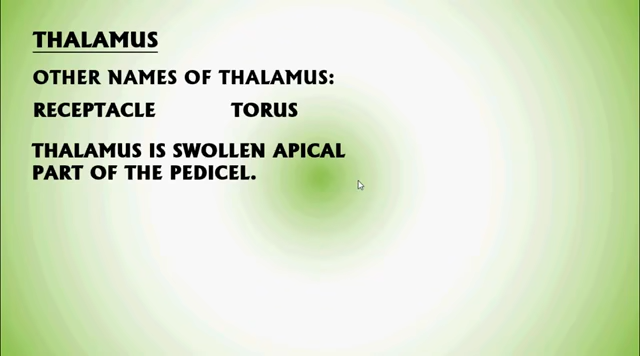 THALAMUS
OTHER NAMES OF THALAMUS:
RECEPTACLE TORUS
THALAMUS IS SWOLLEN APICAL
PART OF THE PEDICEL.